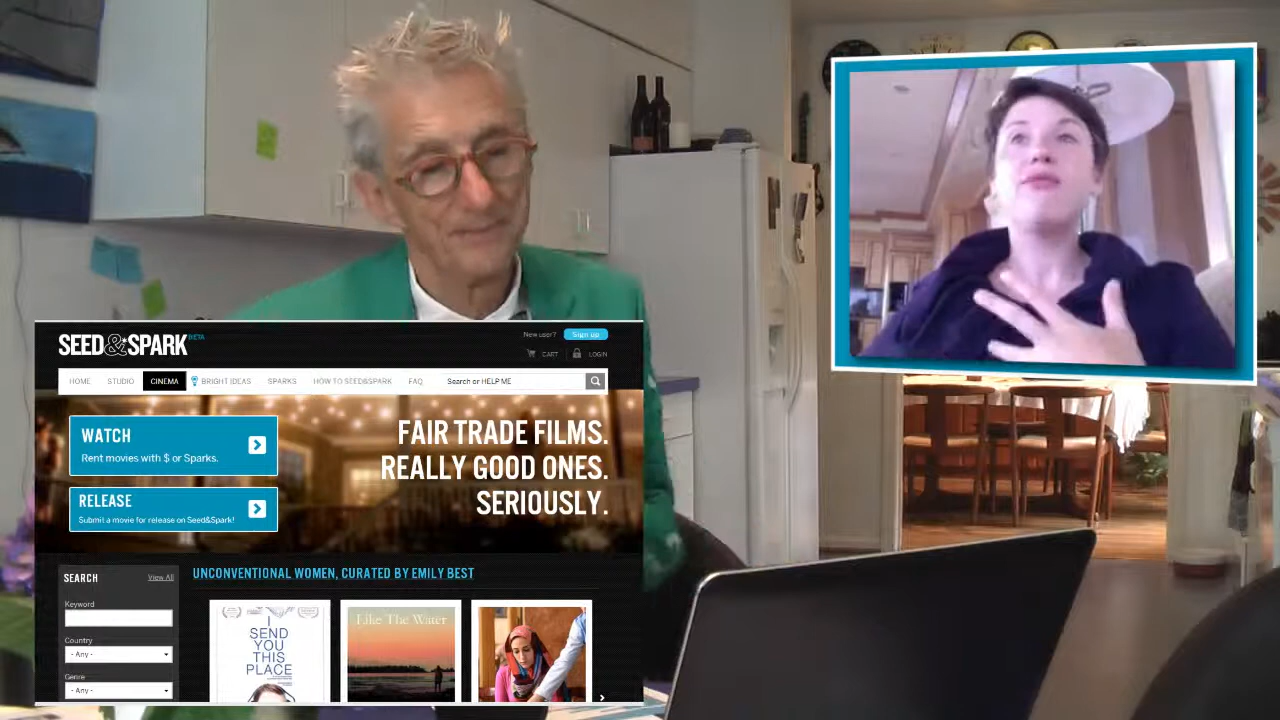 SEED&SPARK BETA
New user? Sign up
CART LOGIN
HOME STUDIO CINEMA BRIGHT IDEAS SPARKS HOW TO SEED&SPARK FAQ Search or HELP ME
WATCH
Rent movies with $ or Sparks.
RELEASE
Submit a movie for release on Seed&Spark!
FAIR TRADE FILMS.
REALLY GOOD ONES.
SERIOUSLY.
SEARCH View All
Keyword
Country
- Any -
Genre
- Any -
UNCONVENTIONAL WOMEN, CURATED BY EMILY BEST
I
SEND
YOU
THIS
PLACE
Like The Water